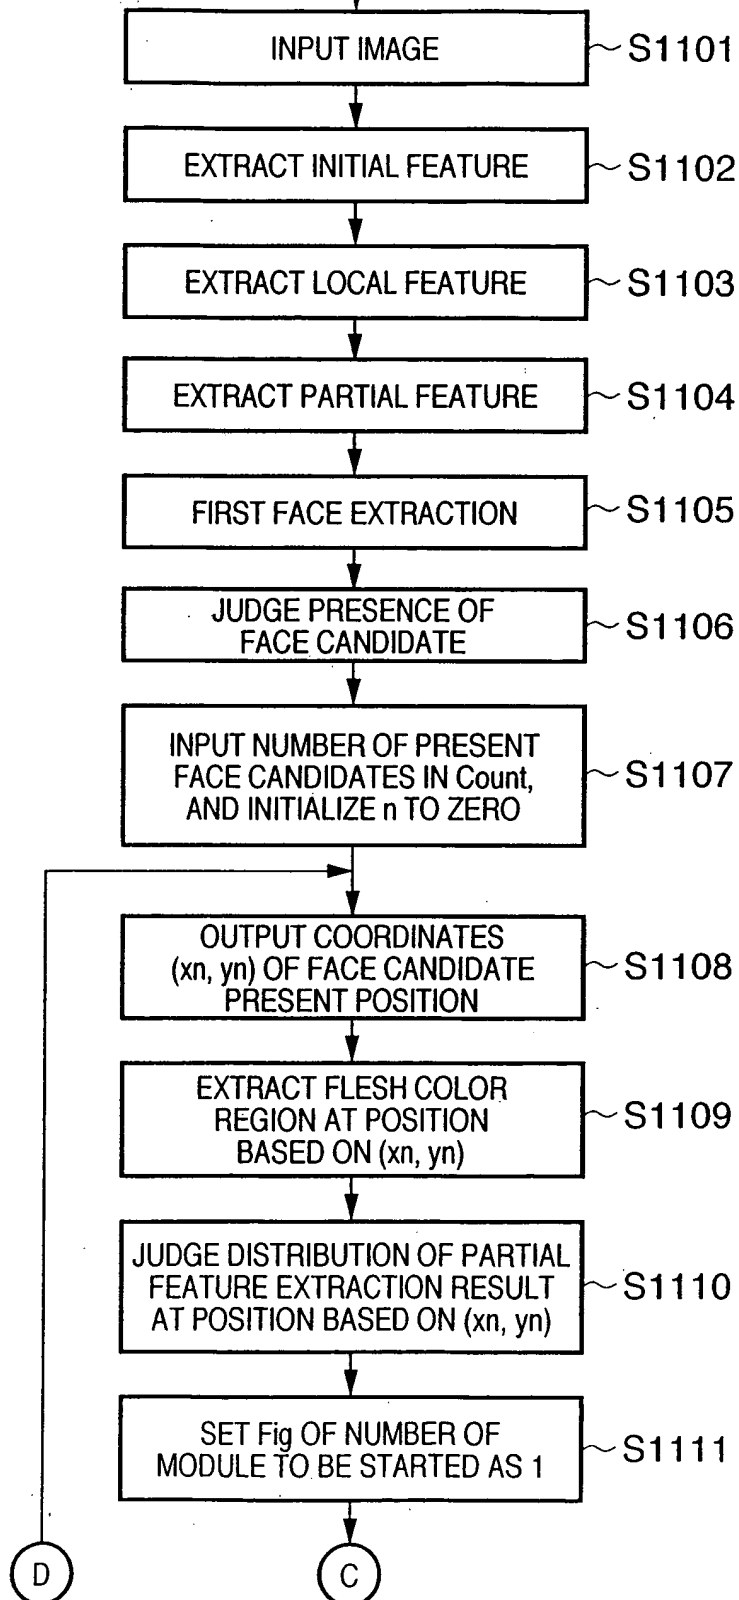 INPUT IMAGE
S1101
EXTRACT INITIAL FEATURE
S1102
EXTRACT LOCAL FEATURE
S1103
EXTRACT PARTIAL FEATURE
S1104
FIRST FACE EXTRACTION
S1105
JUDGE PRESENCE OF
FACE CANDIDATE
S1106
INPUT NUMBER OF PRESENT
FACE CANDIDATES IN Count,
AND INITIALIZE n TO ZERO
S1107
OUTPUT COORDINATES
(xn, yn) OF FACE CANDIDATE
PRESENT POSITION
S1108
EXTRACT FLESH COLOR
REGION AT POSITION
BASED ON (xn, yn)
S1109
JUDGE DISTRIBUTION OF PARTIAL
FEATURE EXTRACTION RESULT
AT POSITION BASED ON (xn, yn)
S1110
SET Fig OF NUMBER OF
MODULE TO BE STARTED AS 1
S1111
D
C